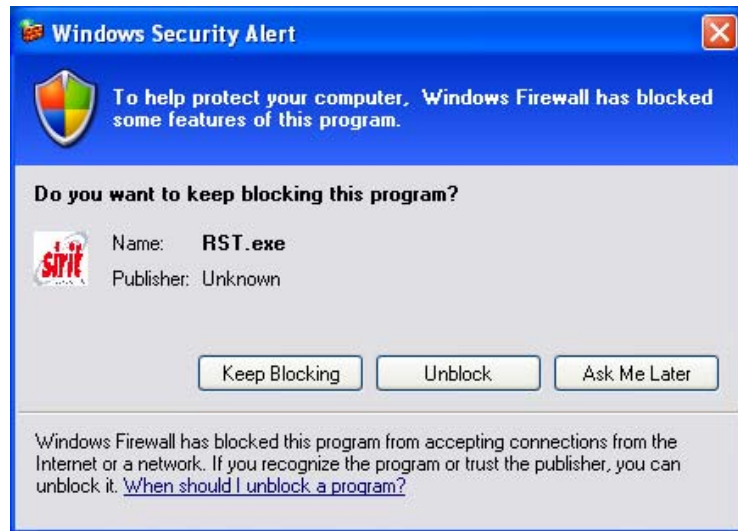 Windows Security Alert
To help protect your computer, Windows Firewall has blocked
some features of this program.
Do you want to keep blocking this program?
sirit
Name: RST.exe
Publisher: Unknown
Keep Blocking Unblock Ask Me Later
Windows Firewall has blocked this program from accepting connections from the
Internet or a network. If you recognize the program or trust the publisher, you can
unblock it. When should I unblock a program?